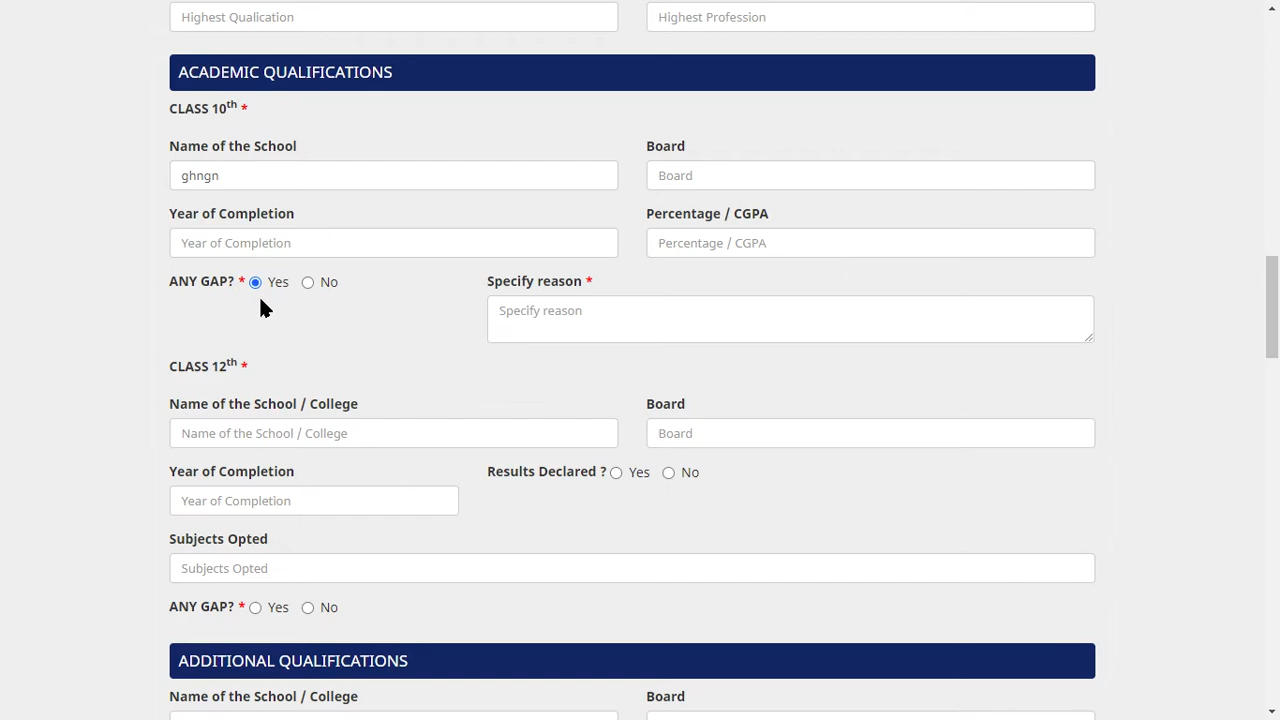 Highest Qualication Highest Profession
ACADEMIC QUALIFICATIONS
CLASS 10th *
Name of the School Board
ghngn Board
Year of Completion Percentage / CGPA
Year of Completion Percentage / CGPA
ANY GAP? * Yes No Specify reason *
Specify reason
CLASS 12th *
Name of the School / College Board
Name of the School / College Board
Year of Completion Results Declared ? Yes No
Year of Completion
Subjects Opted
Subjects Opted
ANY GAP? * Yes No
ADDITIONAL QUALIFICATIONS
Name of the School / College Board